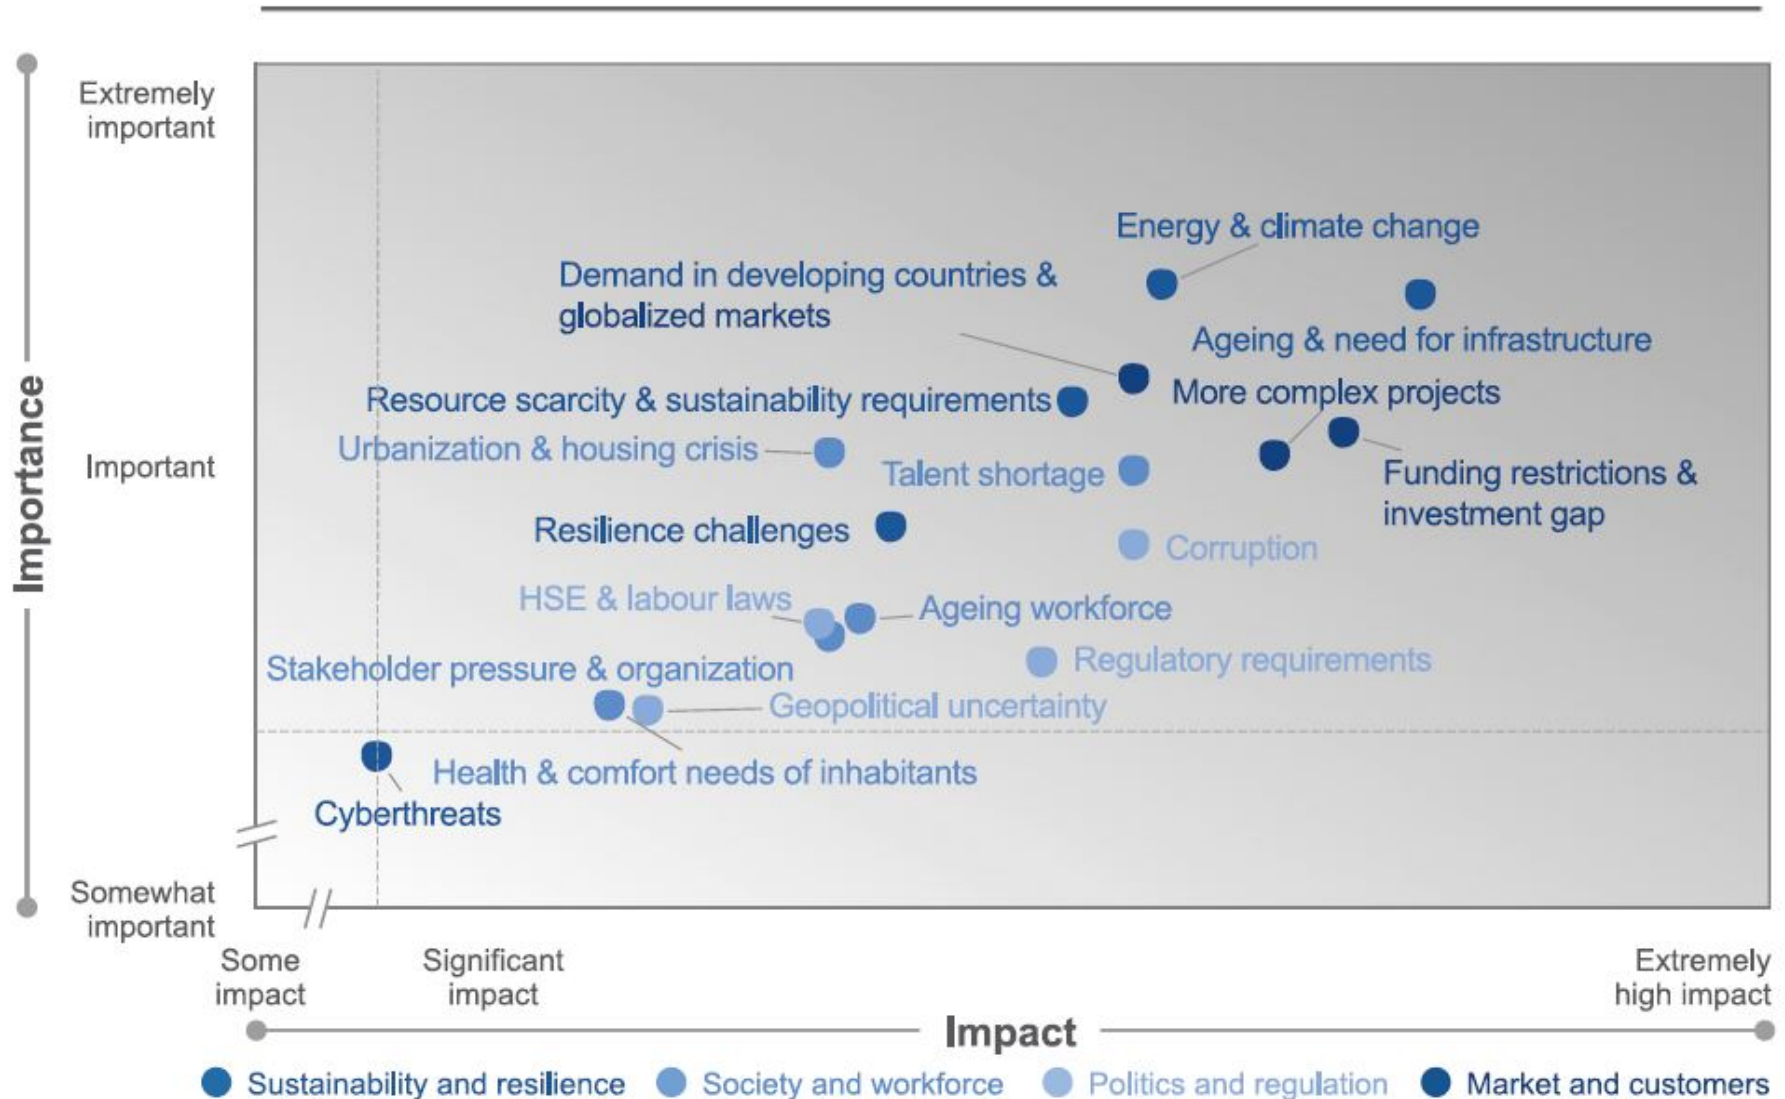 Extremely
important
Energy & climate change
Demand in developing countries &
globalized markets
Ageing & need for infrastructure
More complex projects
Resource scarcity & sustainability requirements
Urbanization & housing crisis
Importance
Important
Talent shortage
Funding restrictions &
investment gap
Resilience challenges
Corruption
HSE & labour laws
Ageing workforce
Stakeholder pressure & organization
Regulatory requirements
Geopolitical uncertainty
Health & comfort needs of inhabitants
Cyberthreats
Somewhat
important
Some
impact
Significant
impact
Extremely
high impact
Impact
Sustainability and resilience
Society and workforce
Politics and regulation
Market and customers